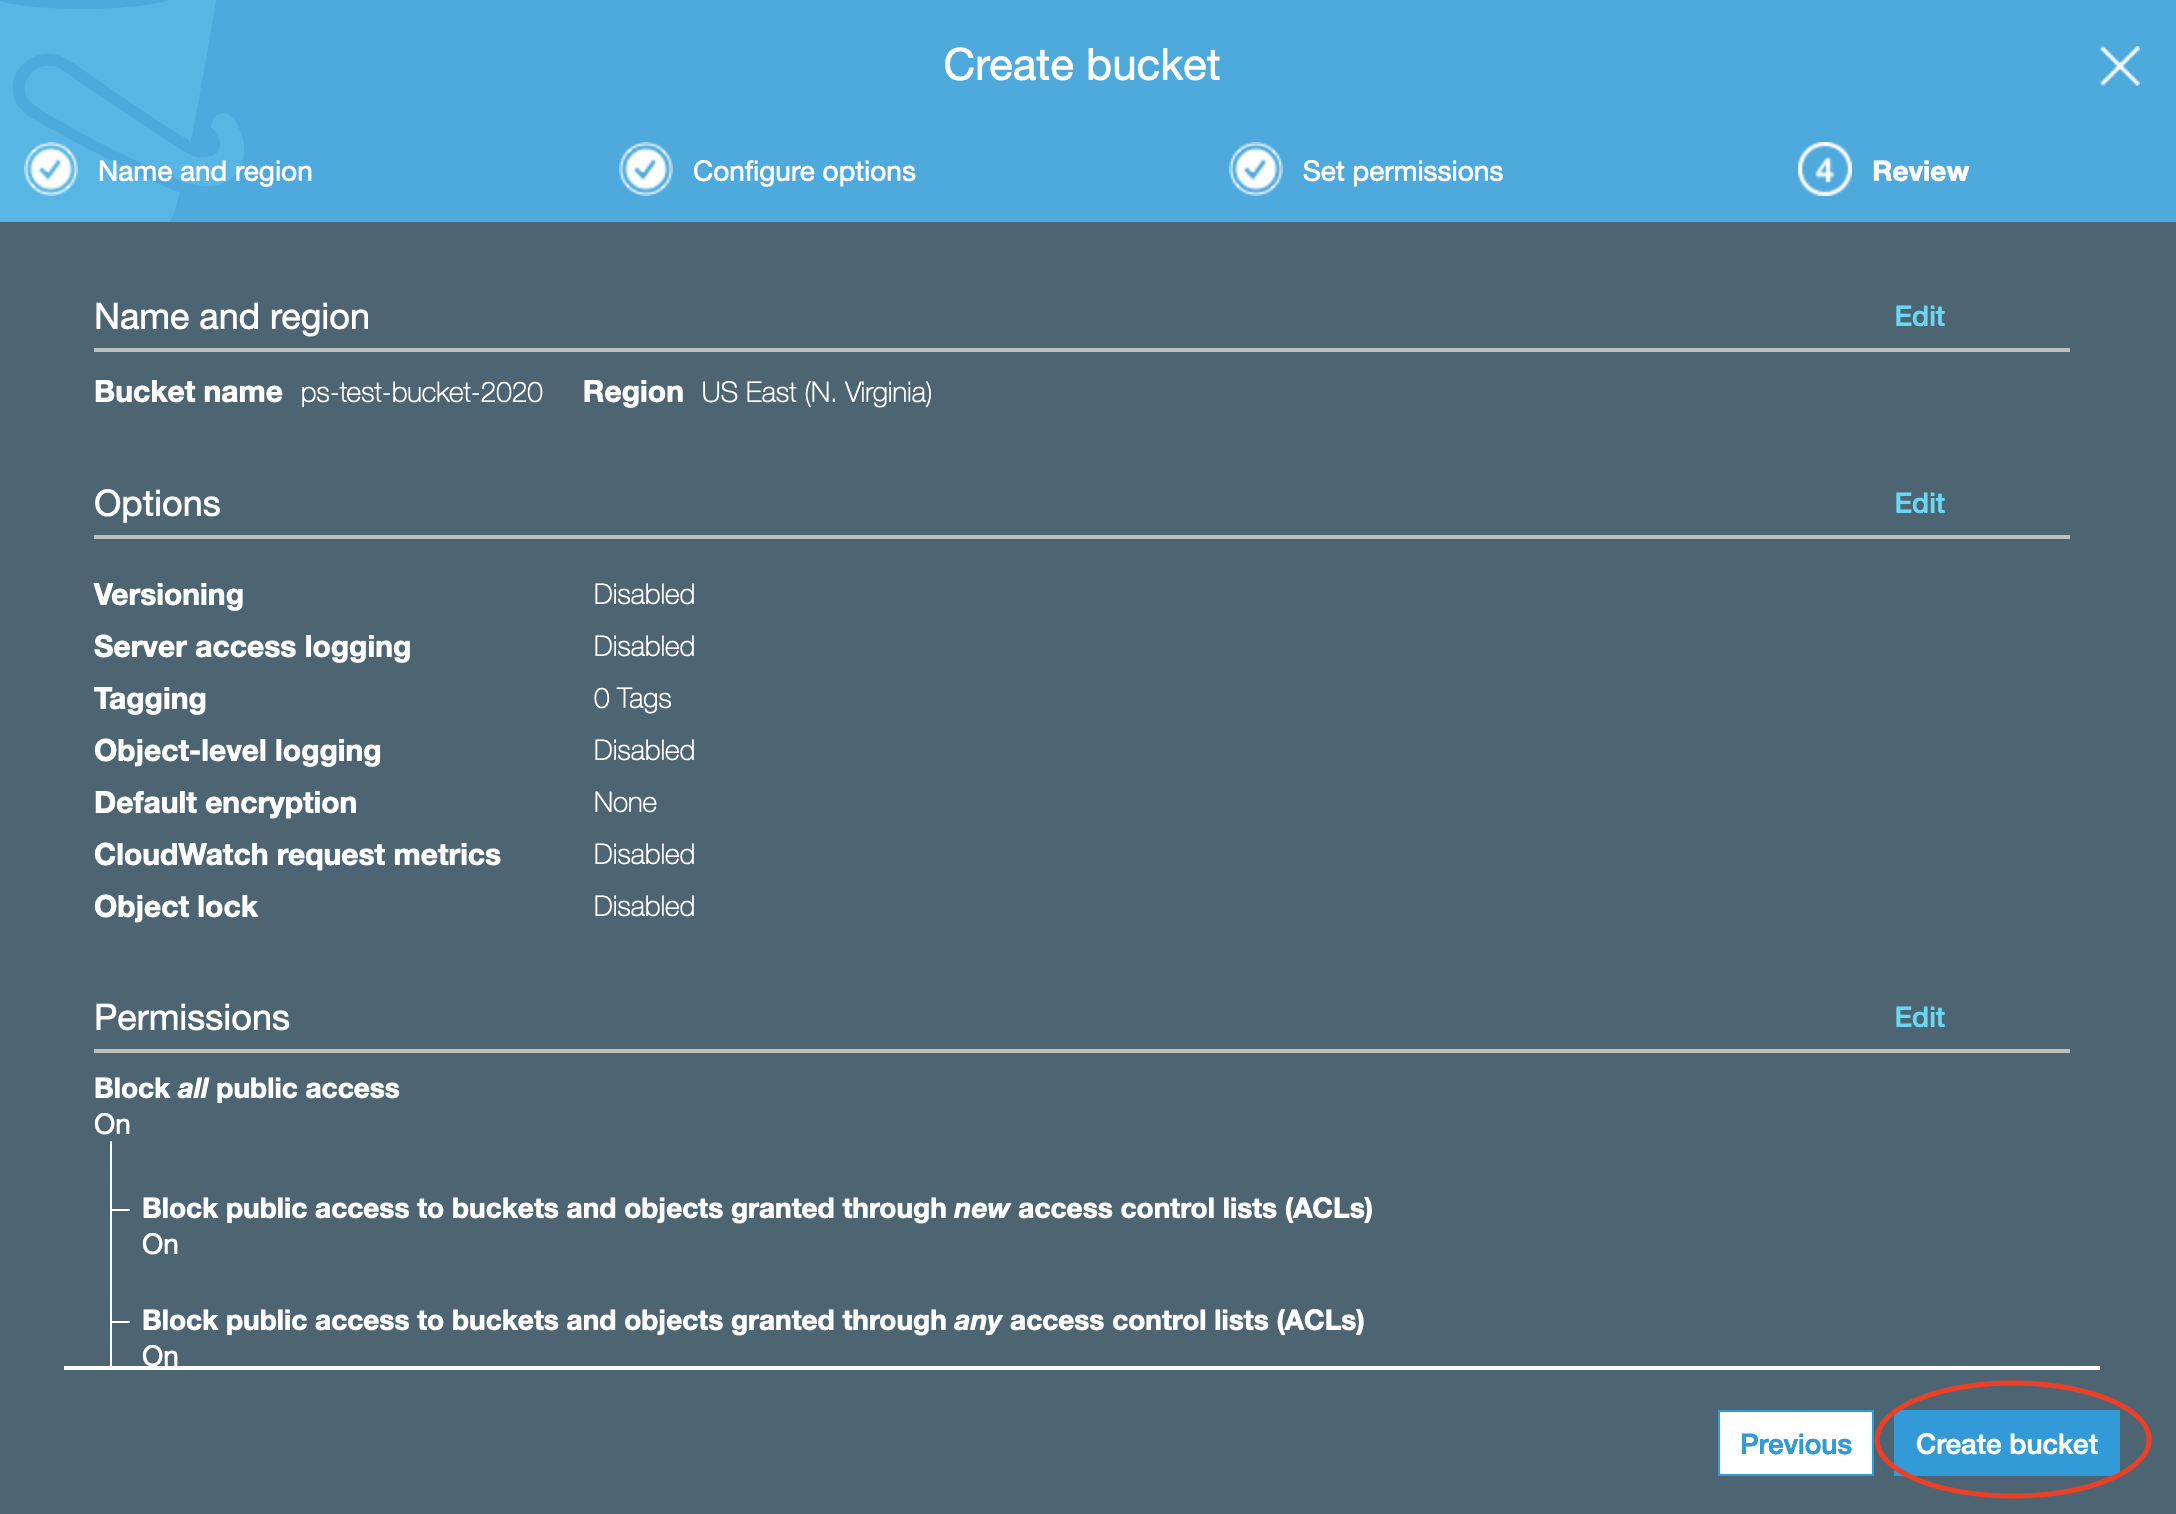 Create bucket
Name and region
Configure options
Set permissions
4 Review
Name and region Edit
Bucket name ps-test-bucket-2020 Region US East (N. Virginia)
Options Edit
Versioning Disabled
Server access logging Disabled
Tagging 0 Tags
Object-level logging Disabled
Default encryption None
CloudWatch request metrics Disabled
Object lock Disabled
Permissions Edit
Block all public access
On
Block public access to buckets and objects granted through new access control lists (ACLs)
On
Block public access to buckets and objects granted through any access control lists (ACLs)
On
Previous Create bucket